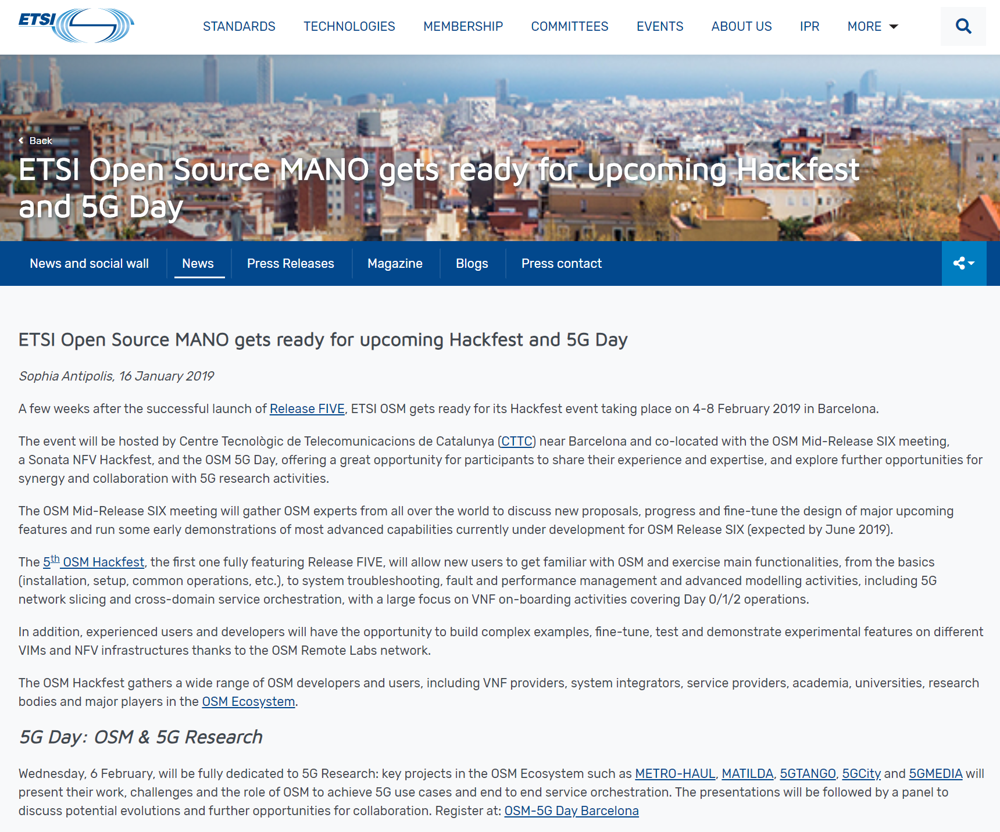 ETSI
STANDARDS TECHNOLOGIES MEMBERSHIP COMMITTEES EVENTS ABOUT US IPR MORE
Back
ETSI Open Source MANO gets ready for upcoming Hackfest
and 5G Day
News and social wall News Press Releases Magazine Blogs Press contact
ETSI Open Source MANO gets ready for upcoming Hackfest and 5G Day
Sophia Antipolis, 16 January 2019
A few weeks after the successful launch of Release FIVE, ETSI OSM gets ready for its Hackfest event taking place on 4-8 February 2019 in Barcelona.
The event will be hosted by Centre Tecnològic de Telecomunicacions de Catalunya (CTTC) near Barcelona and co-located with the OSM Mid-Release SIX meeting,
a Sonata NFV Hackfest, and the OSM 5G Day, offering a great opportunity for participants to share their experience and expertise, and explore further opportunities for
synergy and collaboration with 5G research activities.
The OSM Mid-Release SIX meeting will gather OSM experts from all over the world to discuss new proposals, progress and fine-tune the design of major upcoming
features and run some early demonstrations of most advanced capabilities currently under development for OSM Release SIX (expected by June 2019).
The 5th OSM Hackfest, the first one fully featuring Release FIVE, will allow new users to get familiar with OSM and exercise main functionalities, from the basics
(installation, setup, common operations, etc.), to system troubleshooting, fault and performance management and advanced modelling activities, including 5G
network slicing and cross-domain service orchestration, with a large focus on VNF on-boarding activities covering Day 0/1/2 operations.
In addition, experienced users and developers will have the opportunity to build complex examples, fine-tune, test and demonstrate experimental features on different
VIMs and NFV infrastructures thanks to the OSM Remote Labs network.
The OSM Hackfest gathers a wide range of OSM developers and users, including VNF providers, system integrators, service providers, academia, universities, research
bodies and major players in the OSM Ecosystem.
5G Day: OSM & 5G Research
Wednesday, 6 February, will be fully dedicated to 5G Research: key projects in the OSM Ecosystem such as METRO-HAUL, MATILDA, 5GTANGO, 5GCity and 5GMEDIA will
present their work, challenges and the role of OSM to achieve 5G use cases and end to end service orchestration. The presentations will be followed by a panel to
discuss potential evolutions and further opportunities for collaboration. Register at: OSM-5G Day Barcelona